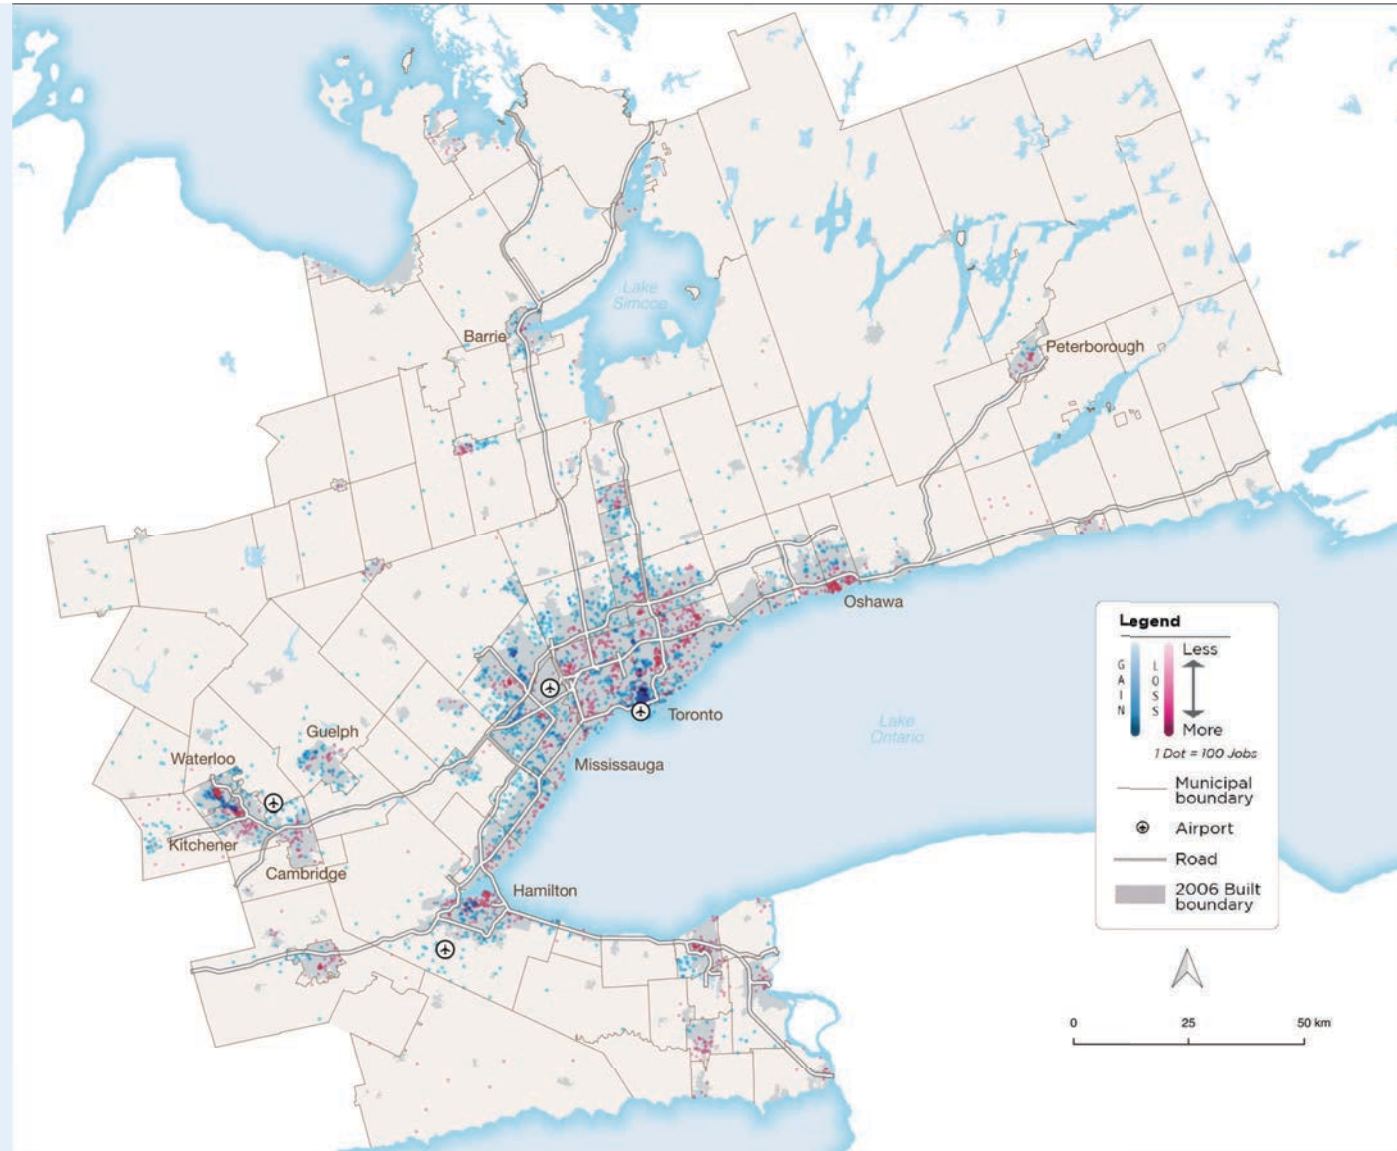 Lake
Simcoe
Barrie
Peterborough
Oshawa
Toronto
Lake
Ontario
Guelph
Waterloo
Mississauga
Kitchener
Cambridge
Hamilton
Legend
GAIN
LOSS
Less
More
1 Dot = 100 Jobs
Municipal
boundary
Airport
Road
2006 Built
boundary
0 25 50 km